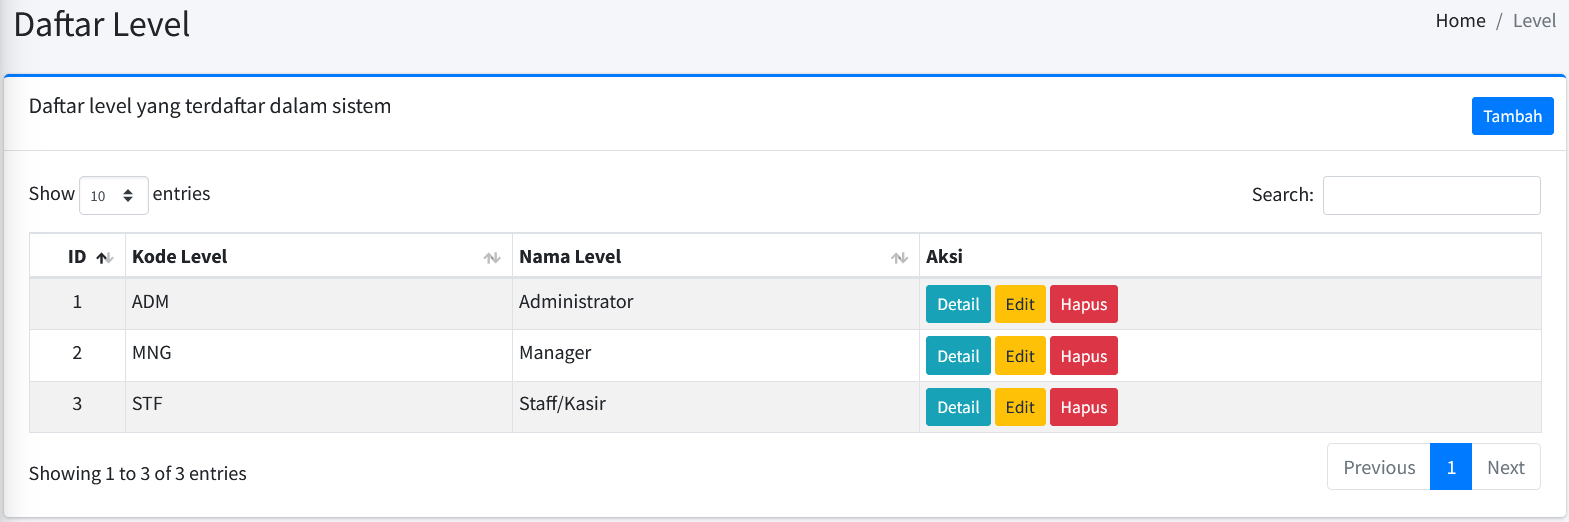 Daftar Level
Home / Level
Daftar level yang terdaftar dalam sistem
Tambah
Show 10 entries
Search:
ID Kode Level Nama Level Aksi
1 ADM Administrator Detail Edit Hapus
2 MNG Manager Detail Edit Hapus
3 STF Staff/Kasir Detail Edit Hapus
Showing 1 to 3 of 3 entries
Previous 1 Next